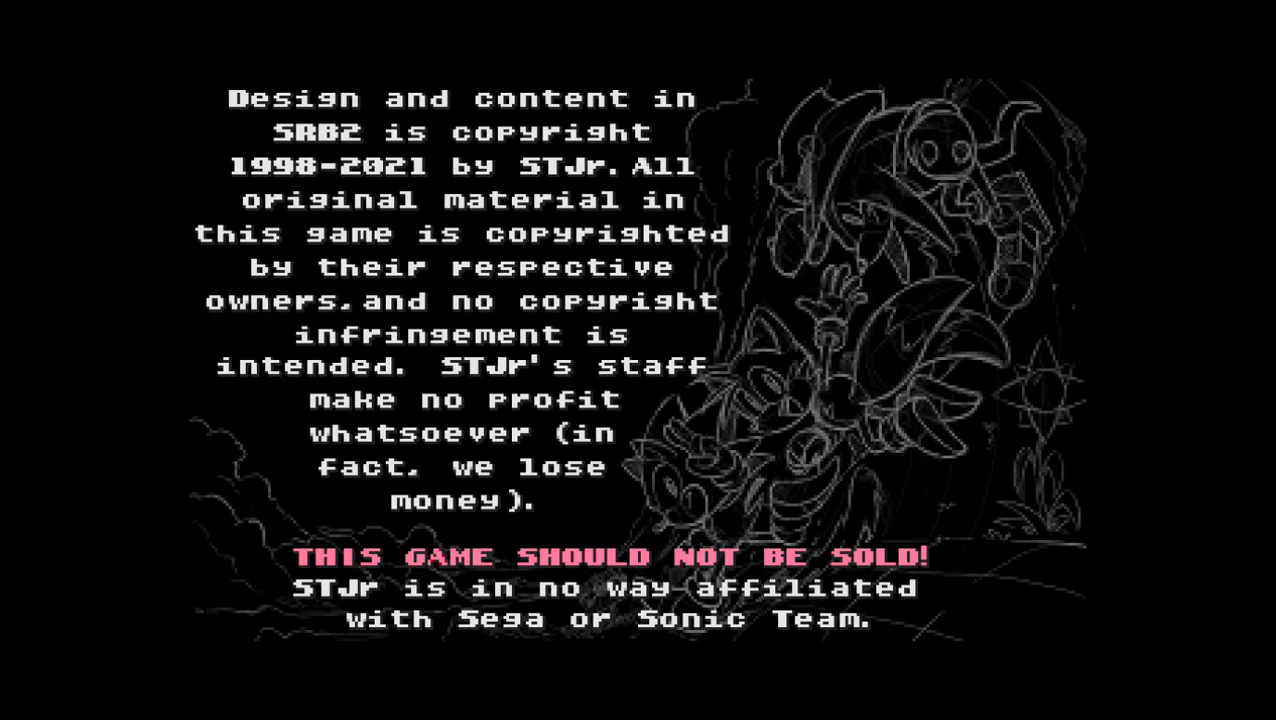 Design and content in
SRB2 is copyright
1998-2021 by STJr. All
original material in
this game is copyrighted
by their respective
owners, and no copyright
infringement is
intended. STJr's staff
make no profit
whatsoever (in
fact, we lose
money).
THIS GAME SHOULD NOT BE SOLD!
STJr is in no way affiliated
with Sega or Sonic Team.